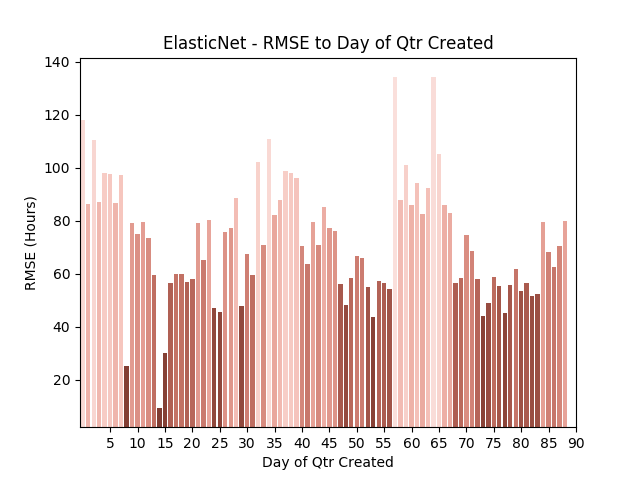 ElasticNet - RMSE to Day of Qtr Created
140
120
100
80
60
40
20
RMSE (Hours)
5 10 15 20 25 30 35 40 45 50 55 60 65 70 75 80 85 90
Day of Qtr Created